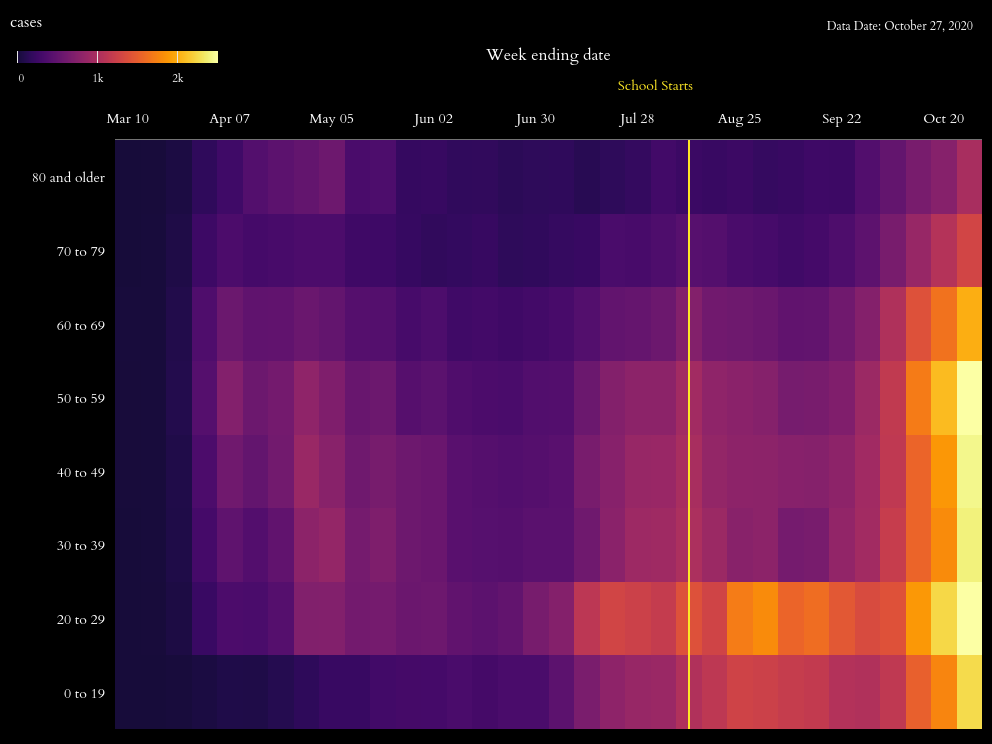 cases
Data Date: October 27, 2020
0 1k 2k
Week ending date
School Starts
Mar 10 Apr 07 May 05 Jun 02 Jun 30 Jul 28 Aug 25 Sep 22 Oct 20
80 and older
70 to 79
60 to 69
50 to 59
40 to 49
30 to 39
20 to 29
0 to 19